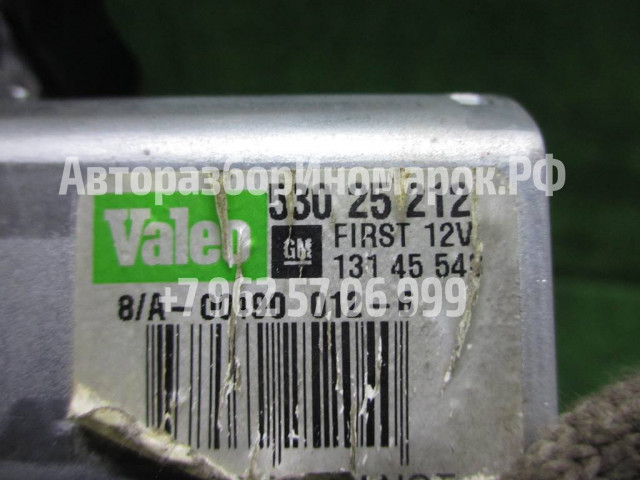 АвторазборИномарок.РФ
530 25 212
Valeo
GM
FIRST 12V
131 45 54
+7 962 57 06 999
8/A-